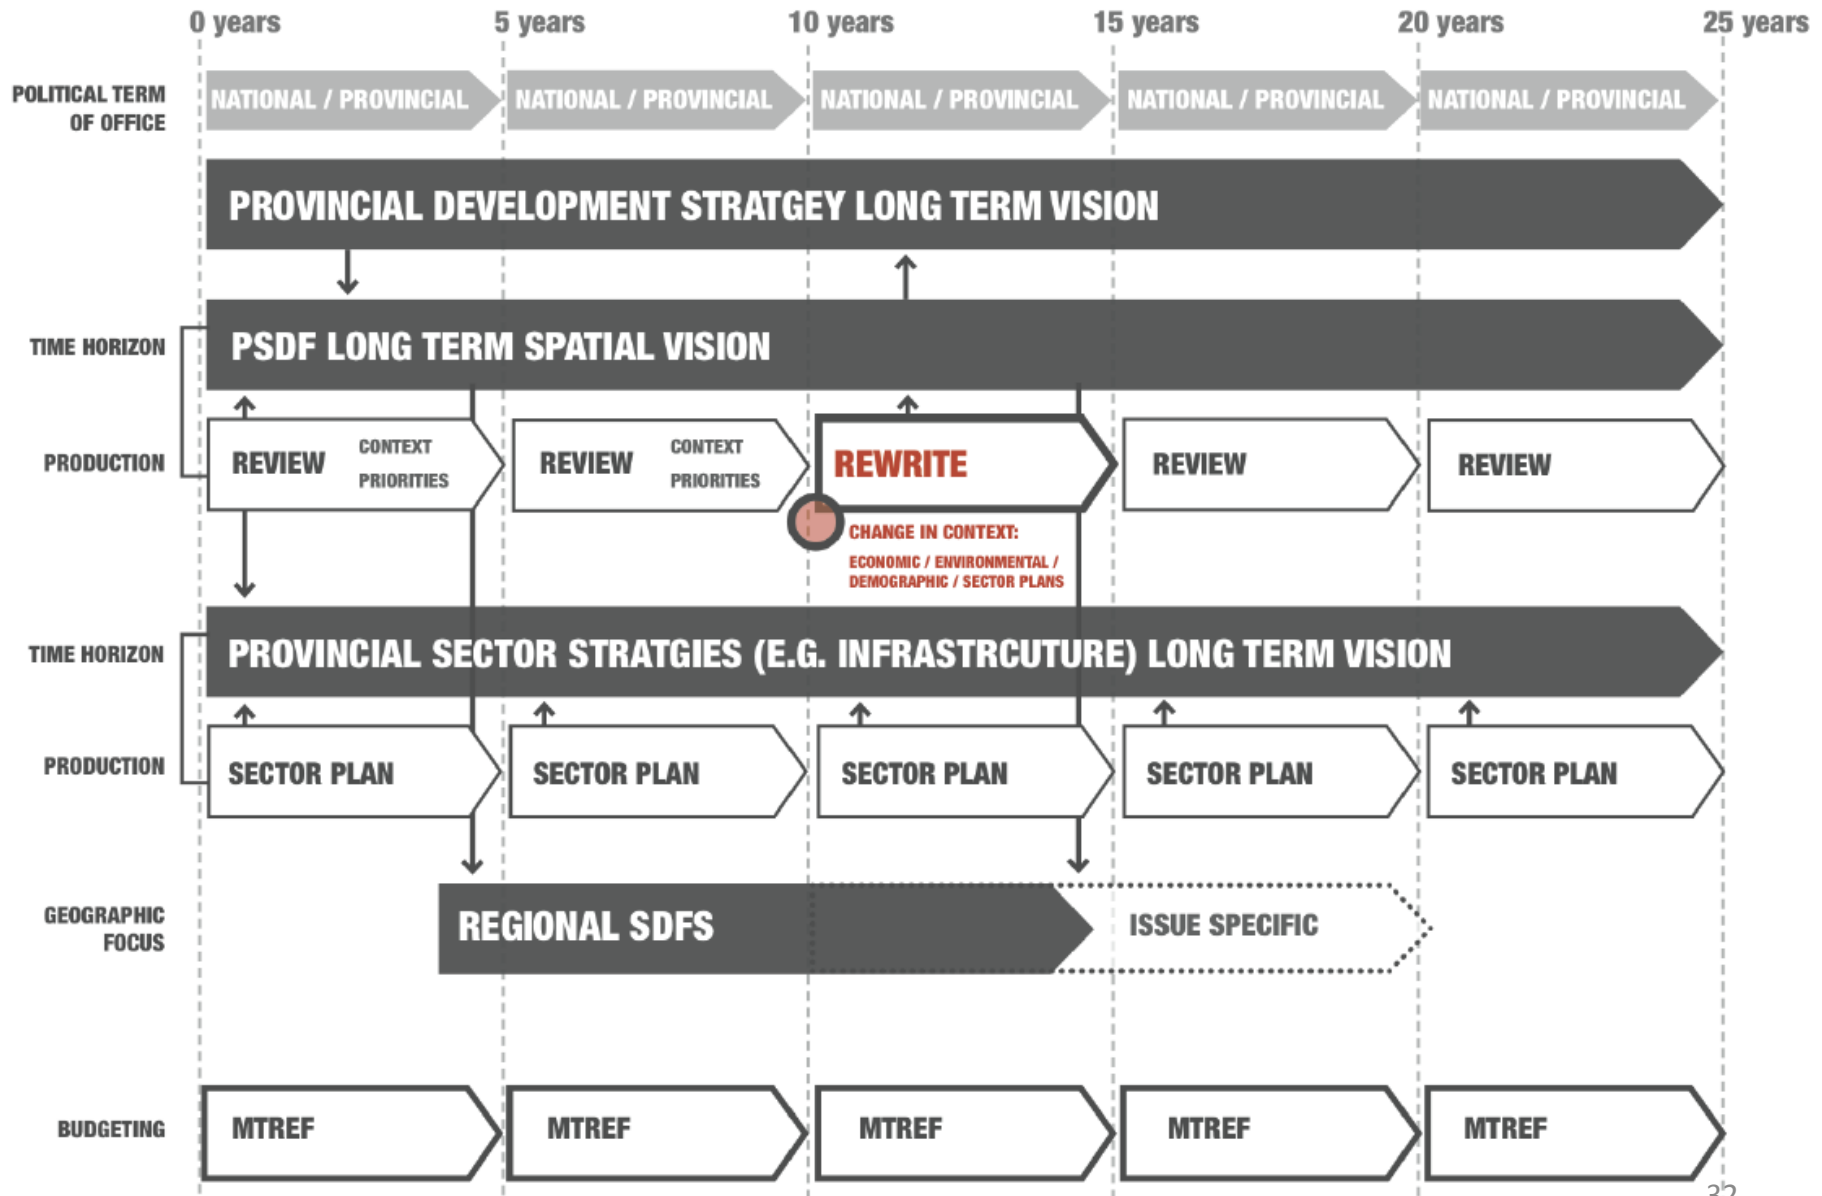 0 years 5 years 10 years 15 years 20 years 25 years
POLITICAL TERM
OF OFFICE
NATIONAL / PROVINCIAL NATIONAL / PROVINCIAL NATIONAL / PROVINCIAL NATIONAL / PROVINCIAL NATIONAL / PROVINCIAL
PROVINCIAL DEVELOPMENT STRATGEY LONG TERM VISION
TIME HORIZON
PSDF LONG TERM SPATIAL VISION
PRODUCTION
REVIEW
CONTEXT
PRIORITIES
REVIEW
CONTEXT
PRIORITIES
REWRITE
REVIEW
REVIEW
CHANGE IN CONTEXT:
ECONOMIC / ENVIRONMENTAL /
DEMOGRAPHIC / SECTOR PLANS
TIME HORIZON
PROVINCIAL SECTOR STRATGIES (E.G. INFRASTRCUTURE) LONG TERM VISION
PRODUCTION
SECTOR PLAN SECTOR PLAN SECTOR PLAN SECTOR PLAN SECTOR PLAN
GEOGRAPHIC
FOCUS
REGIONAL SDFS
ISSUE SPECIFIC
BUDGETING
MTREF MTREF MTREF MTREF MTREF
32